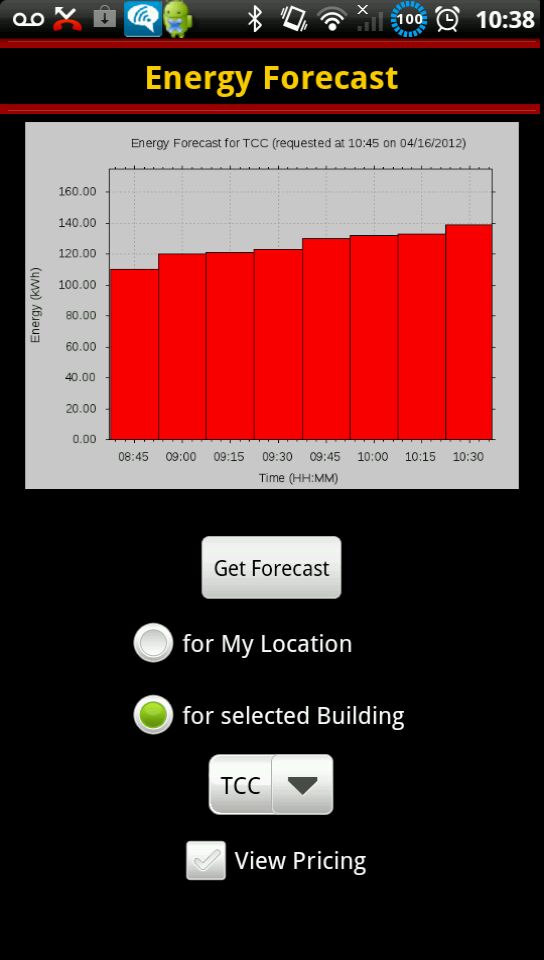 100 10:38
Energy Forecast
Energy Forecast for TCC (requested at 10:45 on 04/16/2012)
160.00
140.00
120.00
100.00
80.00
60.00
40.00
20.00
0.00
Energy (kWh)
08:45 09:00 09:15 09:30 09:45 10:00 10:15 10:30
Time (HH:MM)
Get Forecast
for My Location
for selected Building
TCC
View Pricing